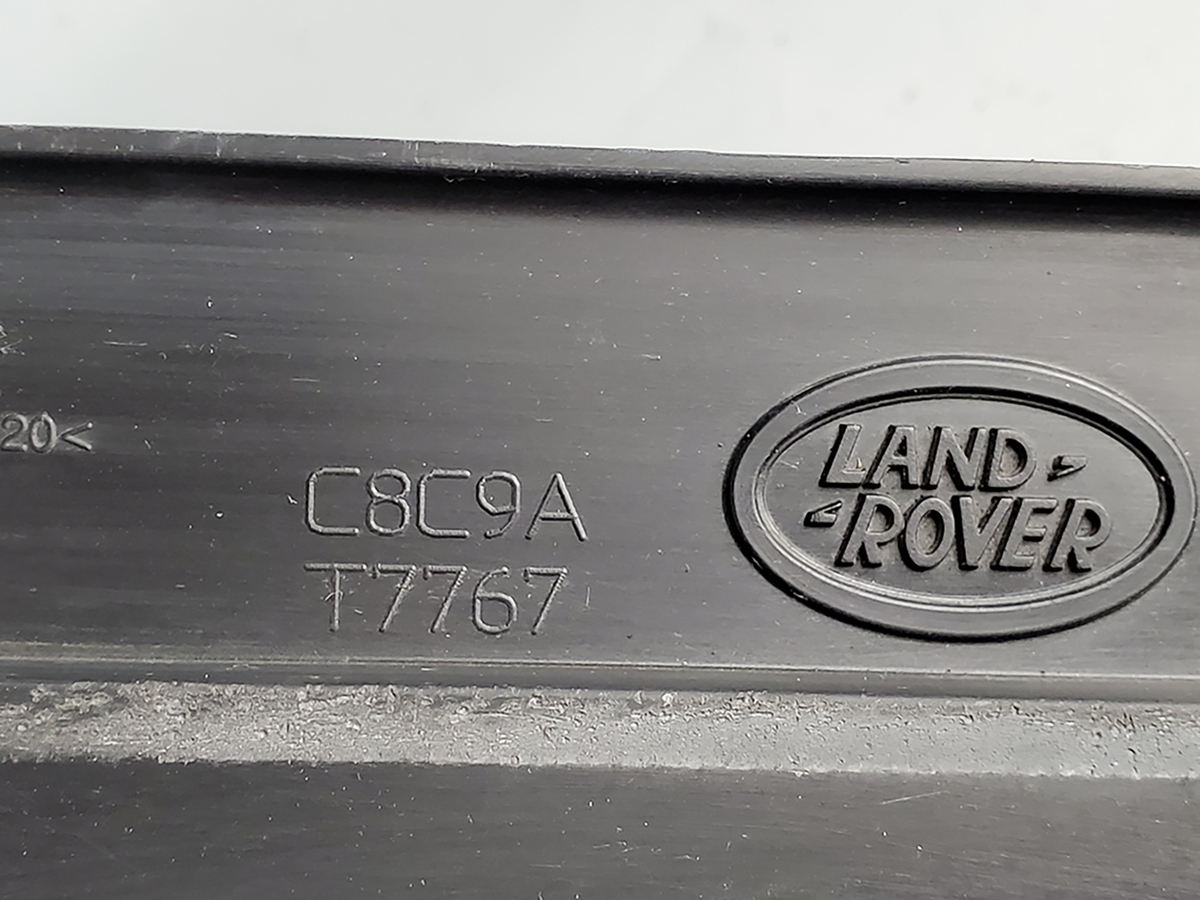 20<
C8C9A
T7767
LAND
ROVER